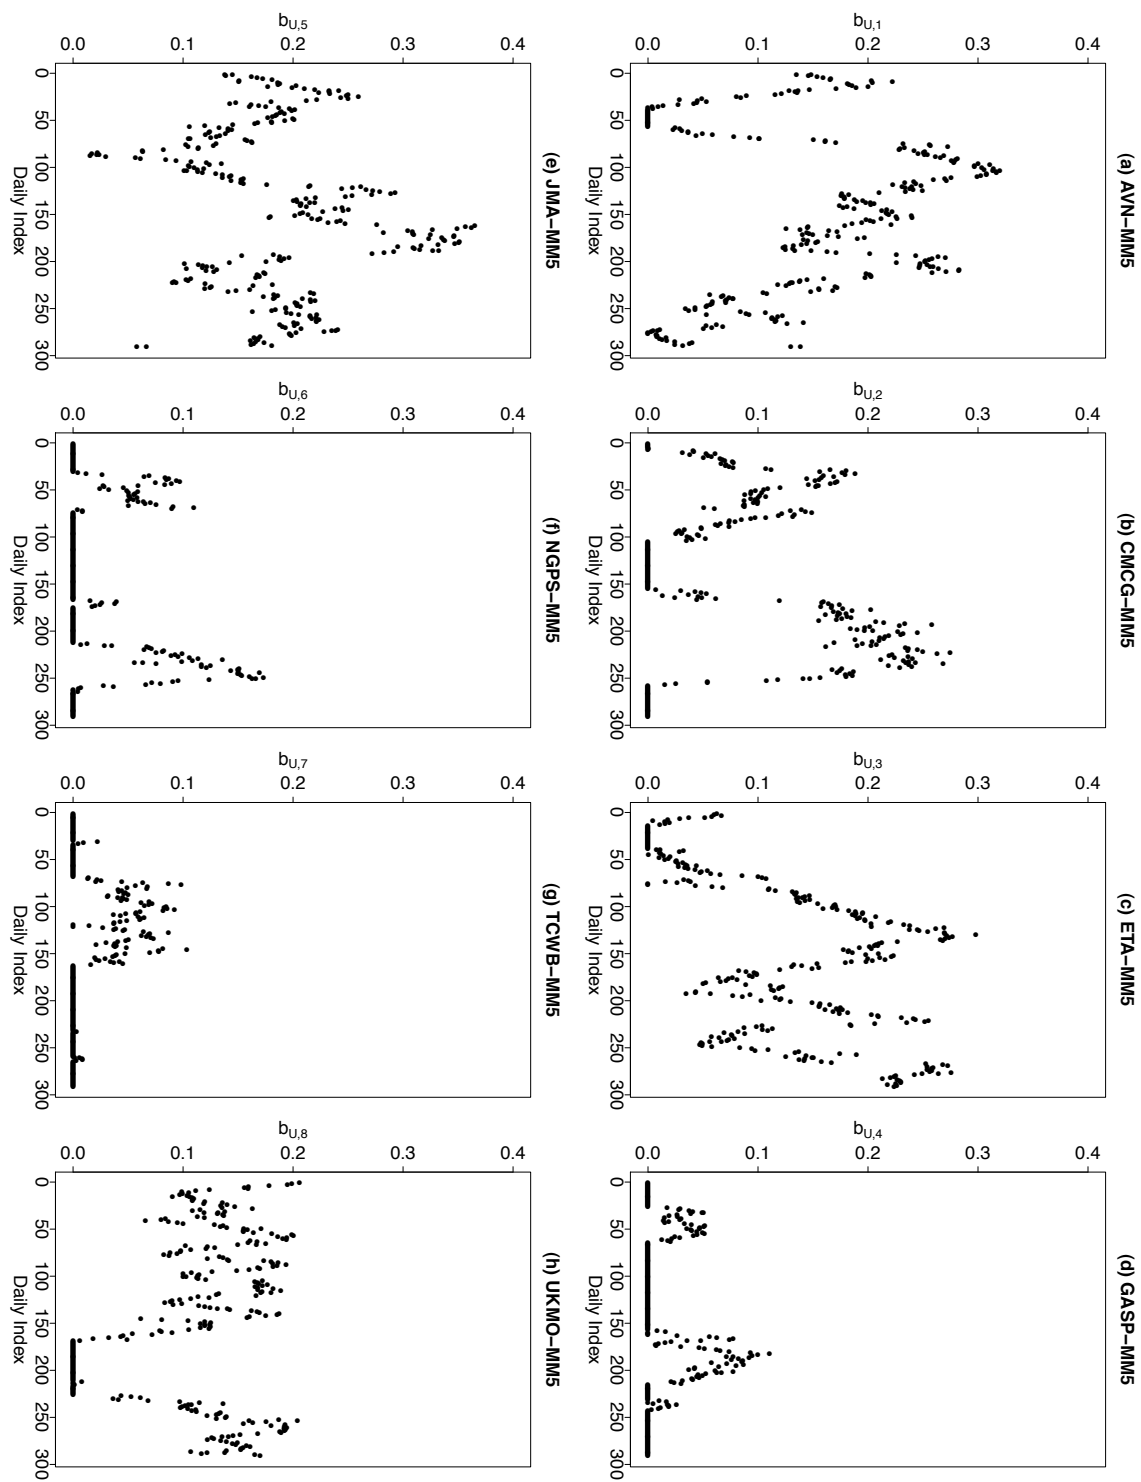 (a) AVN−MM5
b_U,1
0.0 0.1 0.2 0.3 0.4
0 50 100 150 200 250 300
Daily Index
(b) CMCG−MM5
b_U,2
0.0 0.1 0.2 0.3 0.4
0 50 100 150 200 250 300
Daily Index
(c) ETA−MM5
b_U,3
0.0 0.1 0.2 0.3 0.4
0 50 100 150 200 250 300
Daily Index
(d) GASP−MM5
b_U,4
0.0 0.1 0.2 0.3 0.4
0 50 100 150 200 250 300
Daily Index
(e) JMA−MM5
b_U,5
0.0 0.1 0.2 0.3 0.4
0 50 100 150 200 250 300
Daily Index
(f) NGPS−MM5
b_U,6
0.0 0.1 0.2 0.3 0.4
0 50 100 150 200 250 300
Daily Index
(g) TCWB−MM5
b_U,7
0.0 0.1 0.2 0.3 0.4
0 50 100 150 200 250 300
Daily Index
(h) UKMO−MM5
b_U,8
0.0 0.1 0.2 0.3 0.4
0 50 100 150 200 250 300
Daily Index